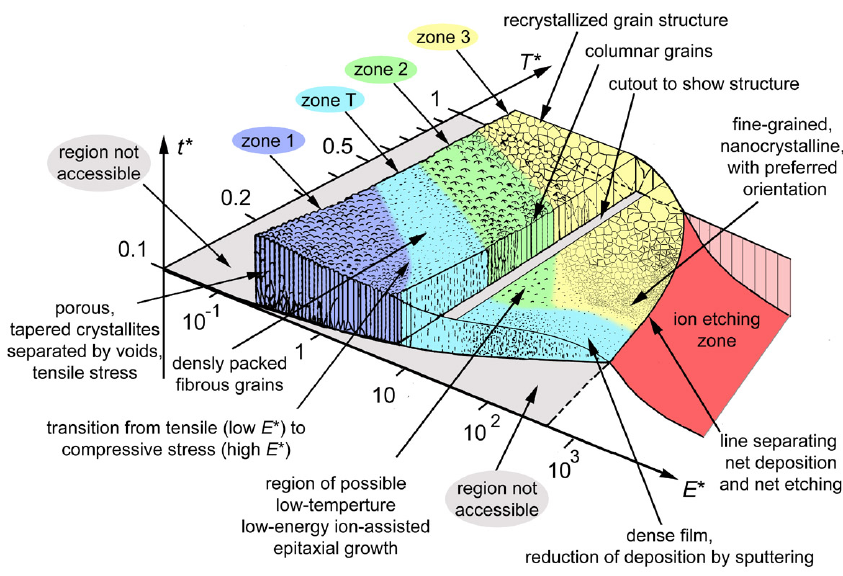 recrystallized grain structure
columnar grains
cutout to show structure
fine-grained,
nanocrystalline,
with preferred
orientation
zone 3
zone 2
zone T
zone 1
T*
t*
region not
accessible
1
0.5
0.2
0.1
porous,
tapered crystallites
separated by voids,
tensile stress
densly packed
fibrous grains
transition from tensile (low E*) to
compressive stress (high E*)
10-1
1
10
10²
10³
E*
region of possible
low-temperture
low-energy ion-assisted
epitaxial growth
region not
accessible
ion etching
zone
line separating
net deposition
and net etching
dense film,
reduction of deposition by sputtering